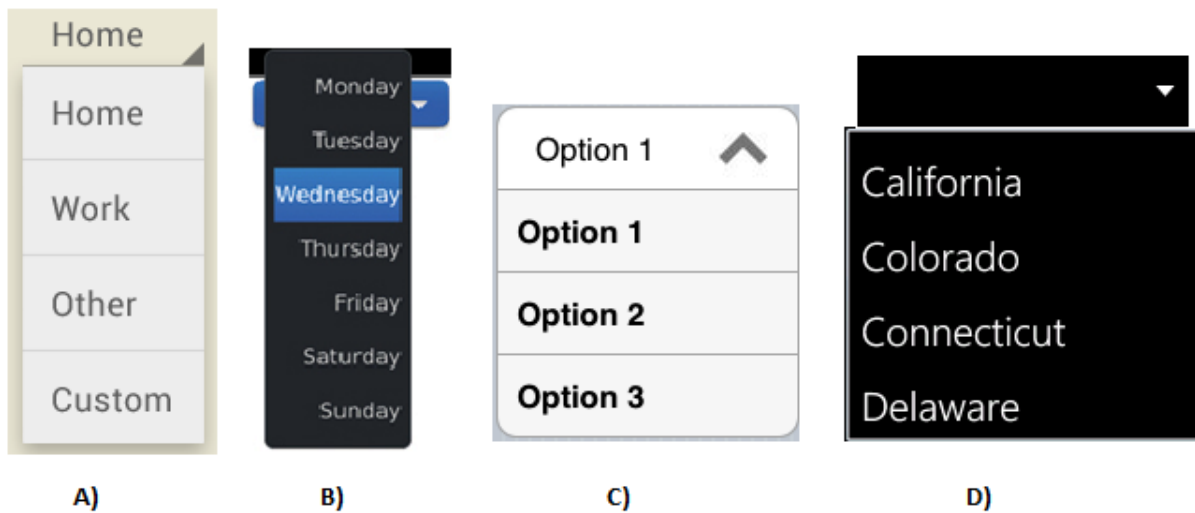 Home
Home
Work
Other
Custom
A)
Monday
Tuesday
Wednesday
Thursday
Friday
Saturday
Sunday
B)
Option 1
Option 1
Option 2
Option 3
C)
California
Colorado
Connecticut
Delaware
D)